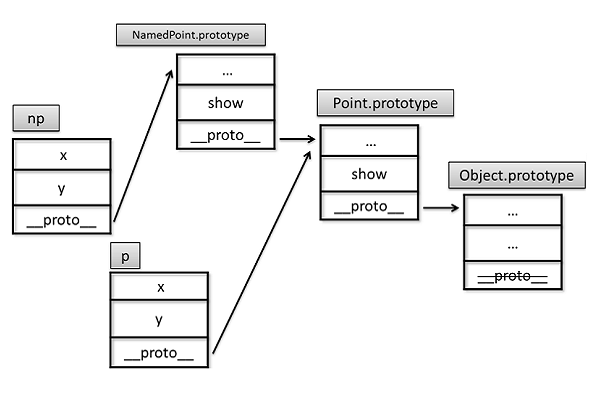 NamedPoint.prototype
...
show
__proto__
np
x
y
__proto__
Point.prototype
...
show
__proto__
Object.prototype
...
...
__proto__
p
x
y
__proto__